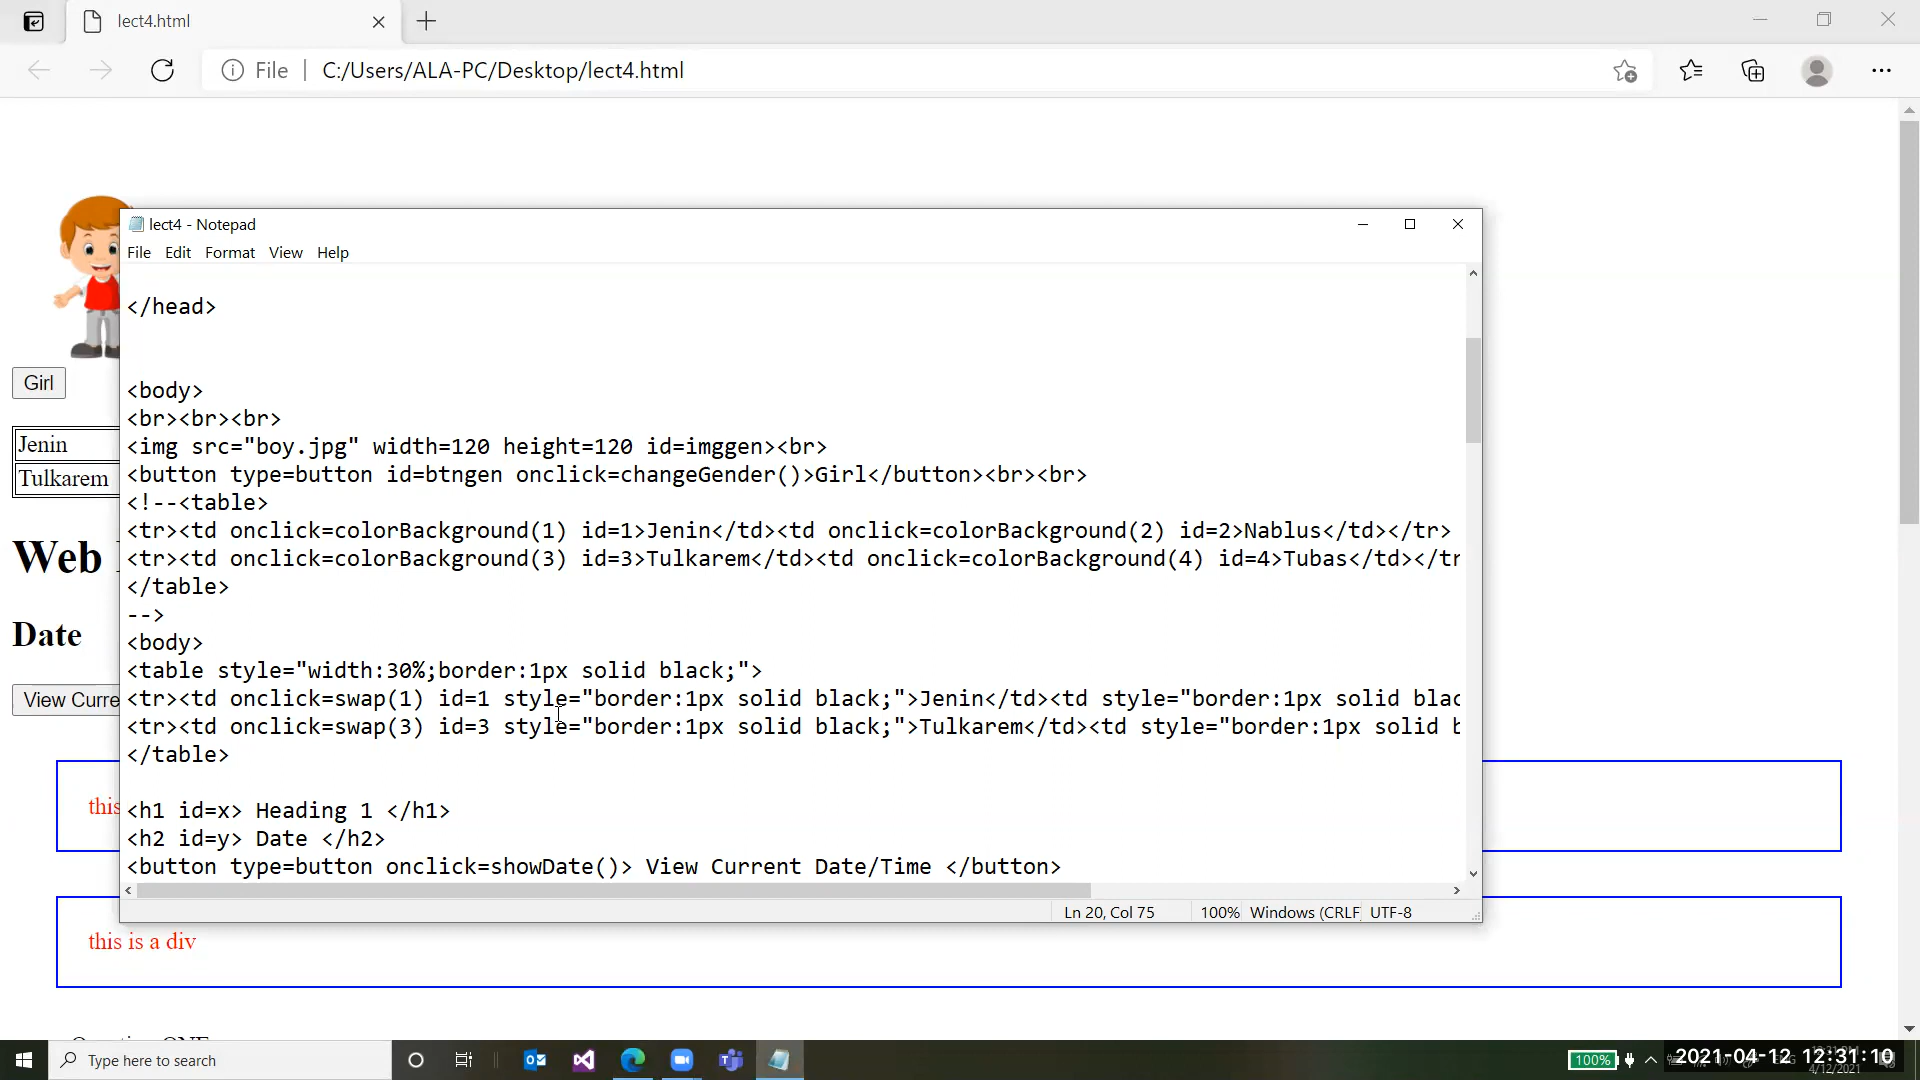 lect4.html
File
C:/Users/ALA-PC/Desktop/lect4.html
lect4 - Notepad
File Edit Format View Help
</head>
<body>
<br><br><br>
<img src="boy.jpg" width=120 height=120 id=imggen><br>
<button type=button id=btngen onclick=changeGender()>Girl</button><br><br>
<!--<table>
<tr><td onclick=colorBackground(1) id=1>Jenin</td><td onclick=colorBackground(2) id=2>Nablus</td></tr>
<tr><td onclick=colorBackground(3) id=3>Tulkarem</td><td onclick=colorBackground(4) id=4>Tubas</td></tr
</table>
-->
<body>
<table style="width:30%;border:1px solid black;">
<tr><td onclick=swap(1) id=1 style="border:1px solid black;">Jenin</td><td style="border:1px solid blac
<tr><td onclick=swap(3) id=3 style="border:1px solid black;">Tulkarem</td><td style="border:1px solid b
</table>
<h1 id=x> Heading 1 </h1>
<h2 id=y> Date </h2>
<button type=button onclick=showDate()> View Current Date/Time </button>
Ln 20, Col 75 100% Windows (CRLF UTF-8
Girl
Jenin
Tulkarem
Web
Date
View Curre
this
this is a div
Type here to search
100%
2021-04-12 12:31:10
4/12/2021